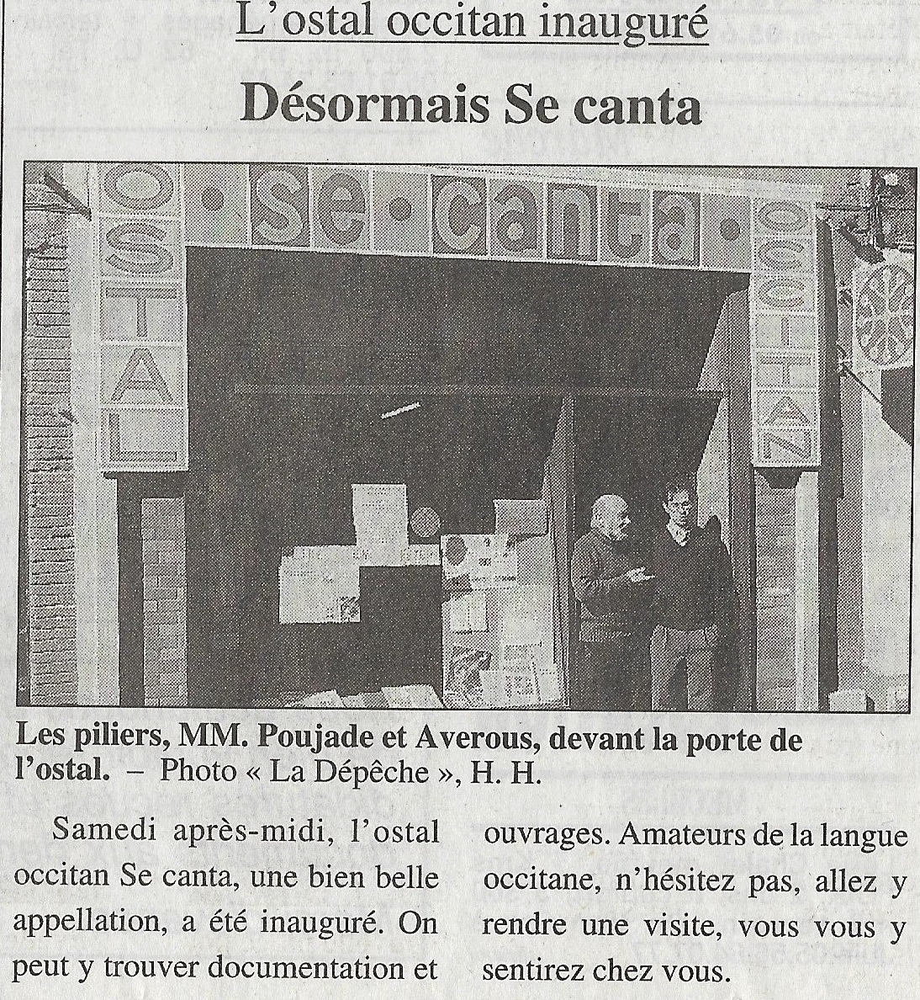 L'ostal occitan inauguré
Désormais Se canta
OSTAL
• Se • canta •
OCCITAN
Les piliers, MM. Poujade et Averous, devant la porte de
l'ostal. – Photo « La Dépêche », H. H.
Samedi après-midi, l'ostal
occitan Se canta, une bien belle
appellation, a été inauguré. On
peut y trouver documentation et
ouvrages. Amateurs de la langue
occitane, n'hésitez pas, allez y
rendre une visite, vous vous y
sentirez chez vous.